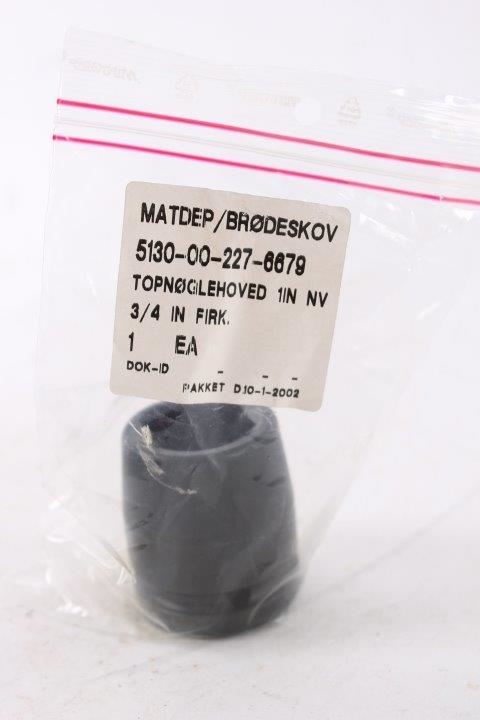 MATDEP/BRØDESKOV
5130-00-227-6679
TOPNØGLEHOVED 1IN NV
3/4 IN FIRK.
1 EA
DOK-ID - - -
PAKKET D.10-1-2002